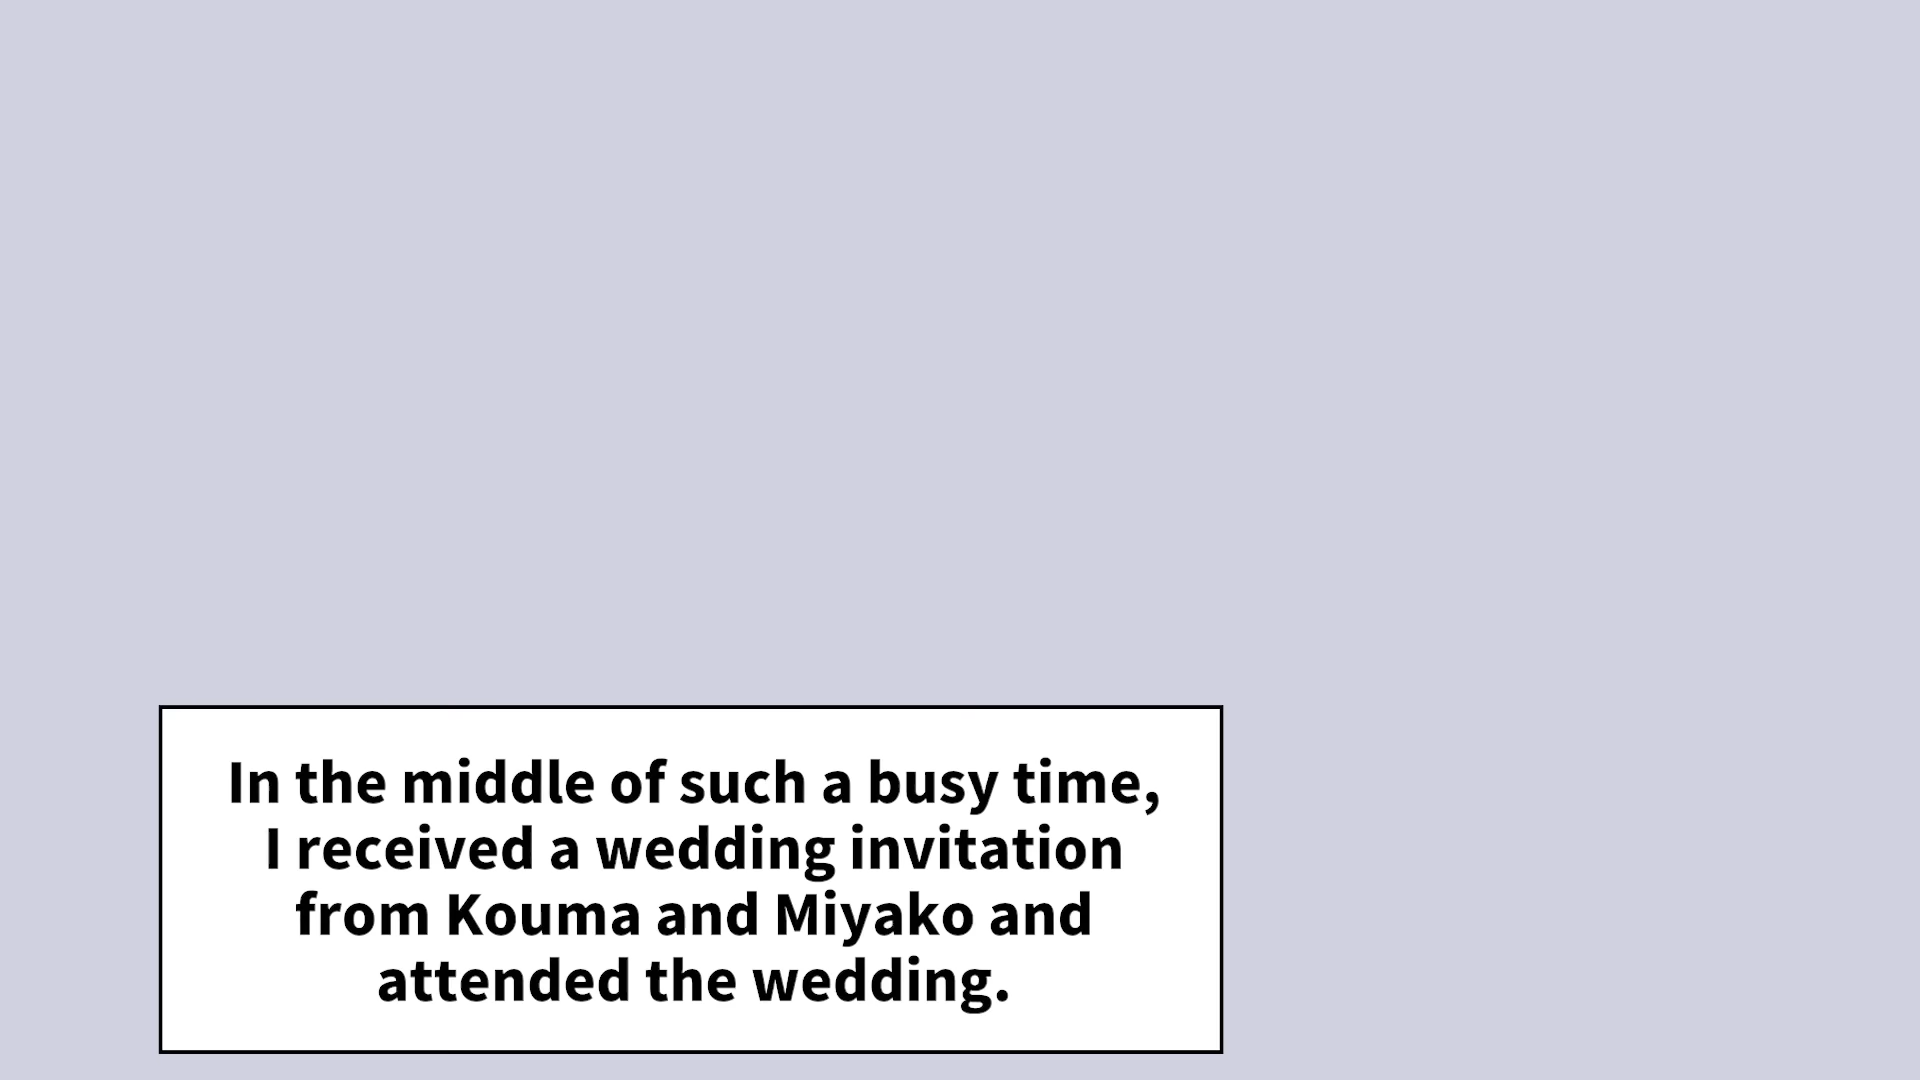 In the middle of such a busy time,
I received a wedding invitation
from Kouma and Miyako and
attended the wedding.